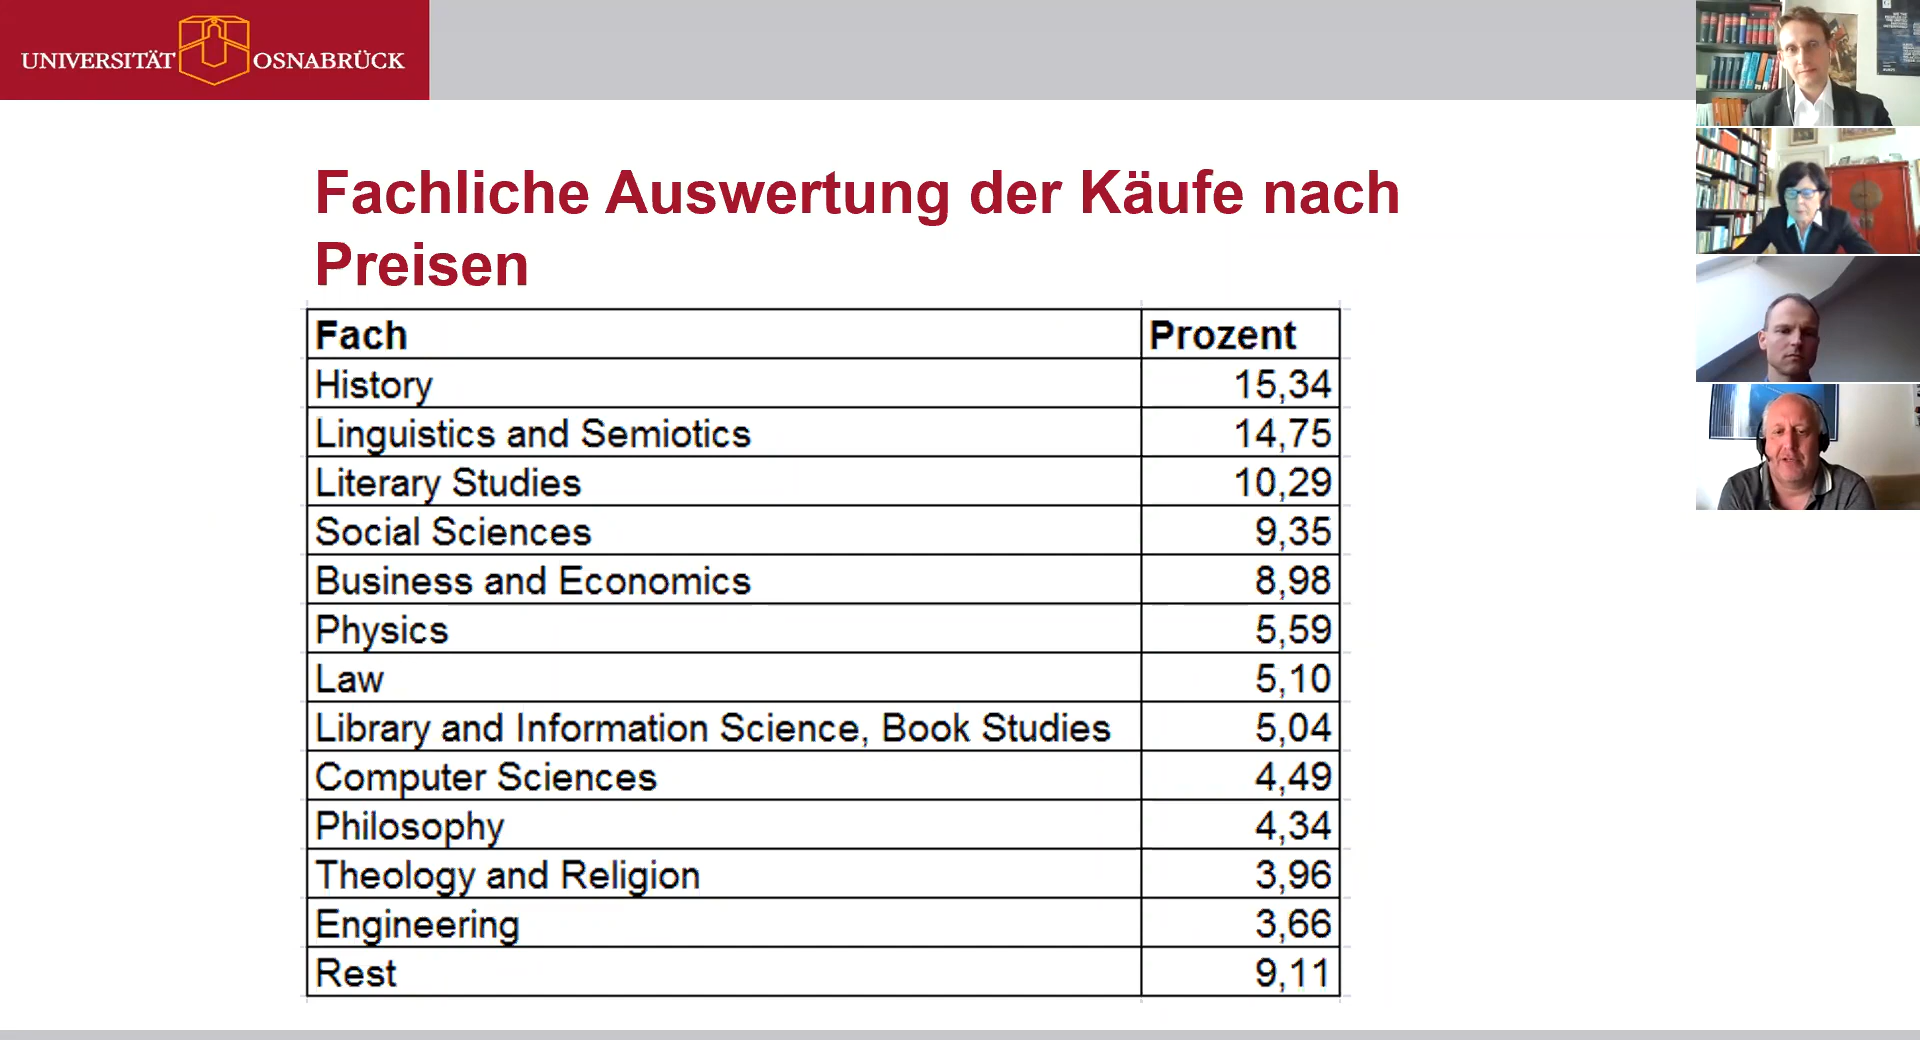 UNIVERSITÄT OSNABRÜCK
Fachliche Auswertung der Käufe nach
Preisen
Fach Prozent
History 15,34
Linguistics and Semiotics 14,75
Literary Studies 10,29
Social Sciences 9,35
Business and Economics 8,98
Physics 5,59
Law 5,10
Library and Information Science, Book Studies 5,04
Computer Sciences 4,49
Philosophy 4,34
Theology and Religion 3,96
Engineering 3,66
Rest 9,11